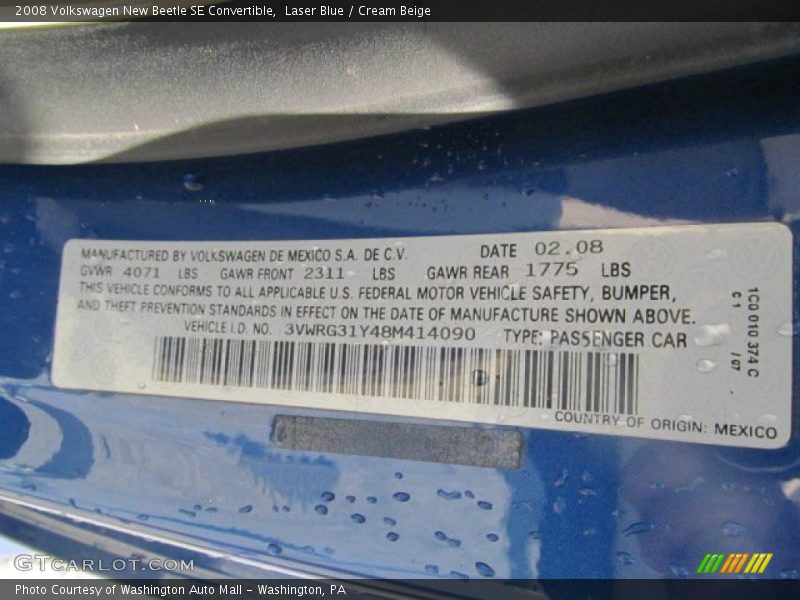 2008 Volkswagen New Beetle SE Convertible, Laser Blue / Cream Beige
MANUFACTURED BY VOLKSWAGEN DE MEXICO S.A. DE C.V. DATE 02.08
GVWR 4071 LBS GAWR FRONT 2311 LBS GAWR REAR 1775 LBS
THIS VEHICLE CONFORMS TO ALL APPLICABLE U.S. FEDERAL MOTOR VEHICLE SAFETY, BUMPER,
AND THEFT PREVENTION STANDARDS IN EFFECT ON THE DATE OF MANUFACTURE SHOWN ABOVE.
VEHICLE I.D. NO. 3VWRG31Y48M414090 TYPE: PASSENGER CAR
COUNTRY OF ORIGIN: MEXICO
1C0 010 374 C
C1
GTCARLOT.COM
Photo Courtesy of Washington Auto Mall - Washington, PA